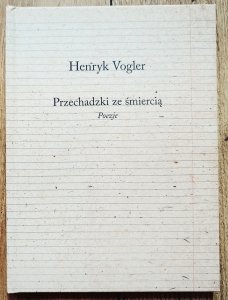 Henryk Vogler
Przechadzki ze śmiercią
Poezje